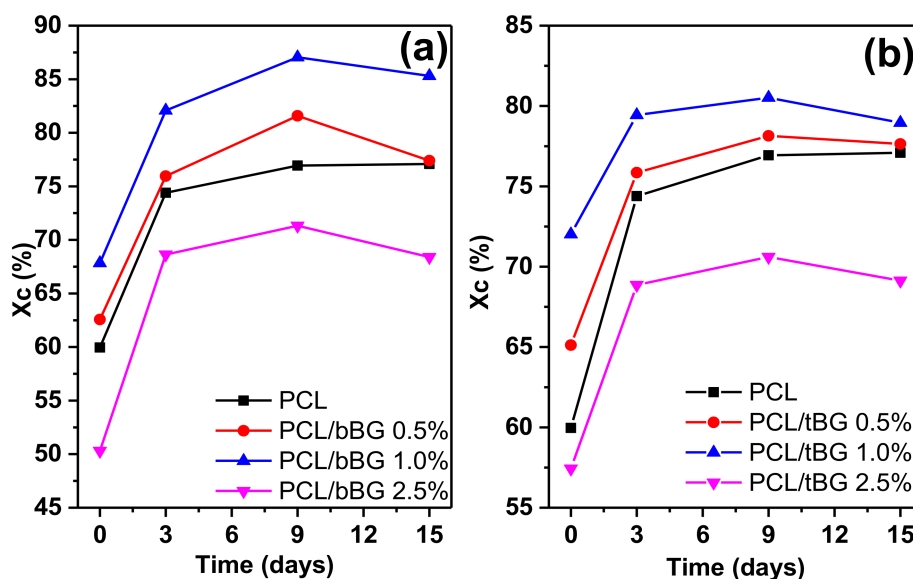 (a)
90
85
80
75
70
65
60
55
50
45
Xc (%)
PCL
PCL/bBG 0.5%
PCL/bBG 1.0%
PCL/bBG 2.5%
0 3 6 9 12 15
Time (days)
(b)
85
80
75
70
65
60
55
Xc (%)
PCL
PCL/tBG 0.5%
PCL/tBG 1.0%
PCL/tBG 2.5%
0 3 6 9 12 15
Time (days)